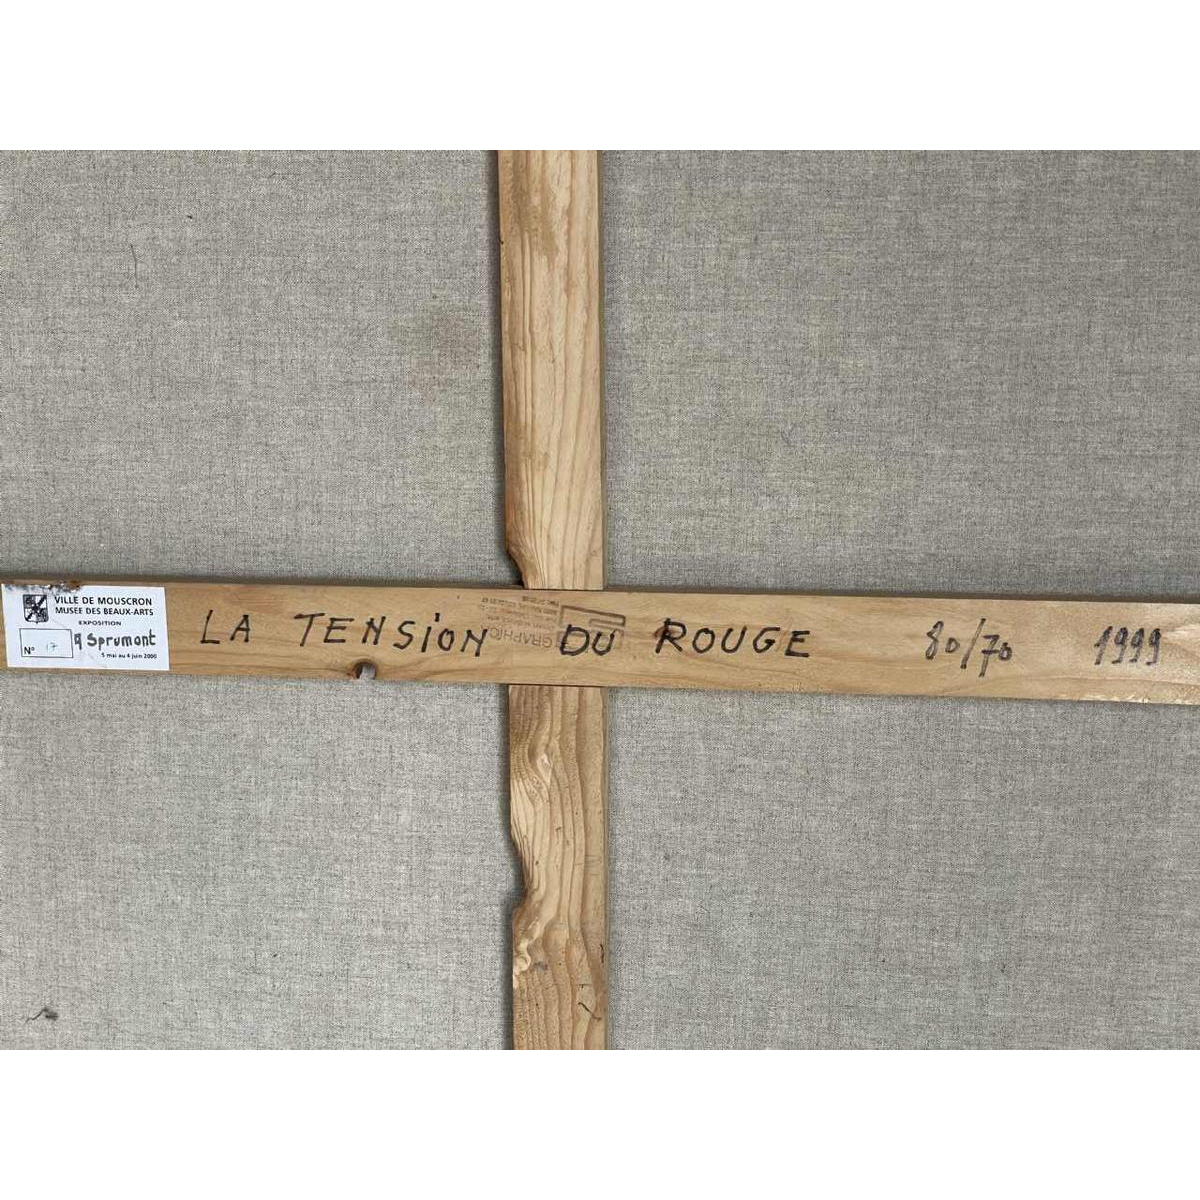 VILLE DE MOUSCRON
MUSEE DES BEAUX-ARTS
EXPOSITION
N° 17 A Sprumont
5 mai au 4 juin 2000
LA TENSION DU ROUGE 80/70 1999
GRAPHIC